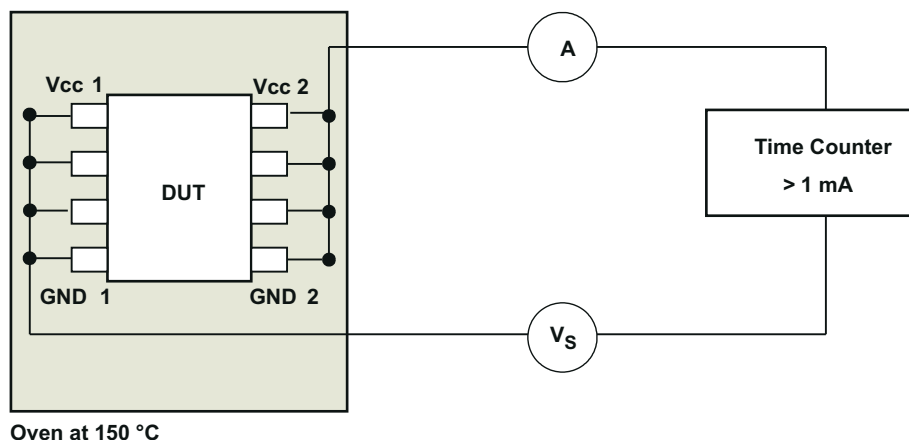 A
Vcc 1
Vcc 2
Time Counter
> 1 mA
DUT
GND 1
GND 2
VS
Oven at 150 °C